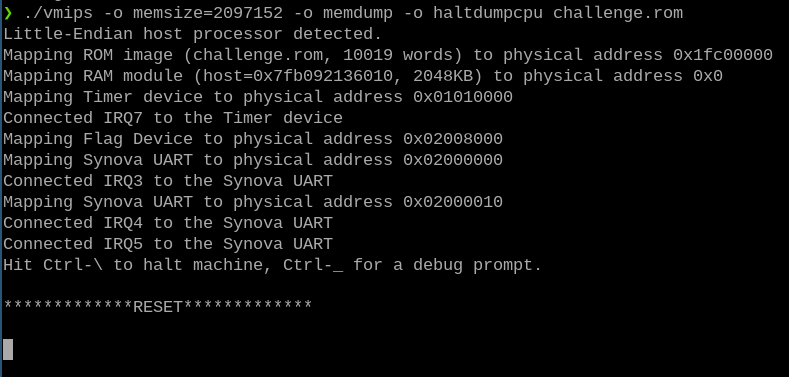 ❯ ./vmips -o memsize=2097152 -o memdump -o haltdumpcpu challenge.rom
Little-Endian host processor detected.
Mapping ROM image (challenge.rom, 10019 words) to physical address 0x1fc00000
Mapping RAM module (host=0x7fb092136010, 2048KB) to physical address 0x0
Mapping Timer device to physical address 0x01010000
Connected IRQ7 to the Timer device
Mapping Flag Device to physical address 0x02008000
Mapping Synova UART to physical address 0x02000000
Connected IRQ3 to the Synova UART
Mapping Synova UART to physical address 0x02000010
Connected IRQ4 to the Synova UART
Connected IRQ5 to the Synova UART
Hit Ctrl-\ to halt machine, Ctrl-_ for a debug prompt.
*************RESET*************